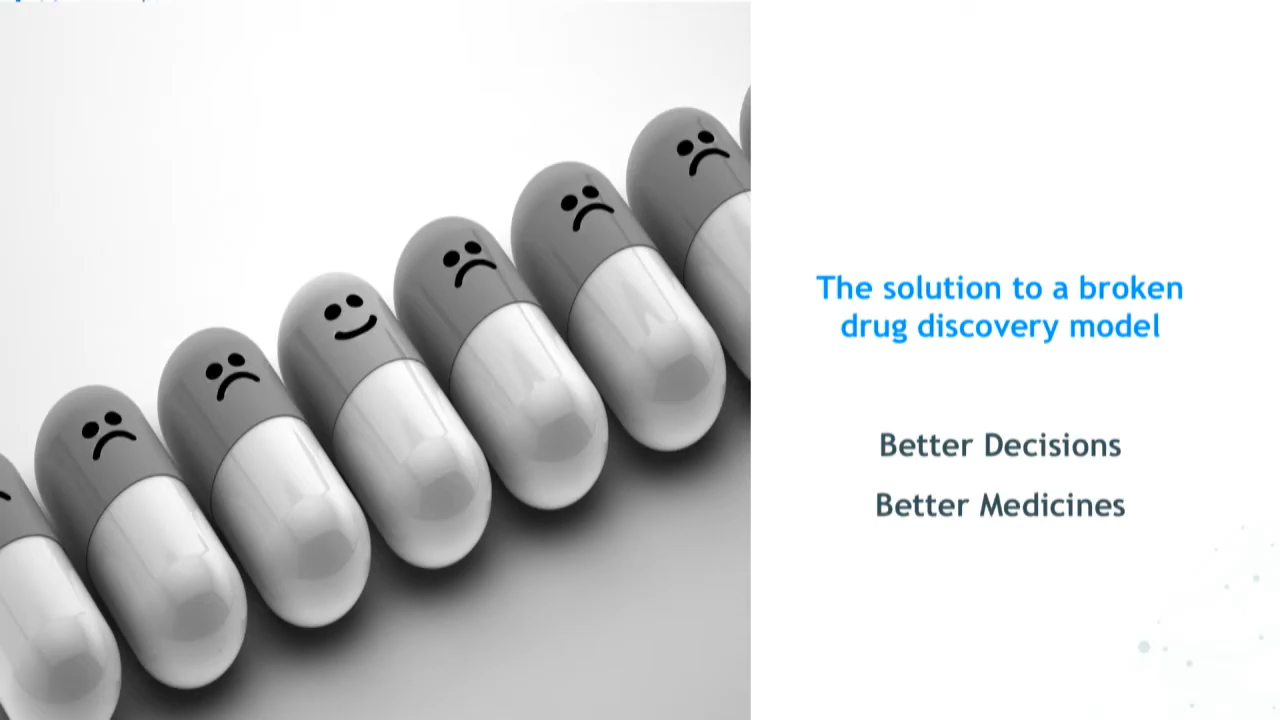 The solution to a broken
drug discovery model
Better Decisions
Better Medicines